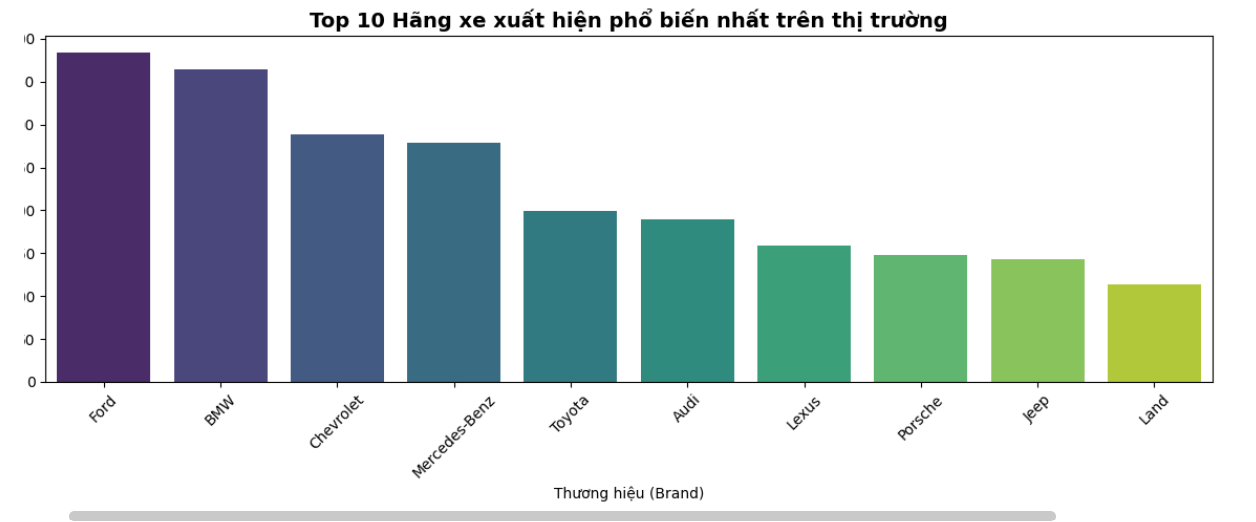 Top 10 Hãng xe xuất hiện phổ biến nhất trên thị trường
0
Ford
BMW
Chevrolet
Mercedes-Benz
Toyota
Audi
Lexus
Porsche
Jeep
Land
Thương hiệu (Brand)